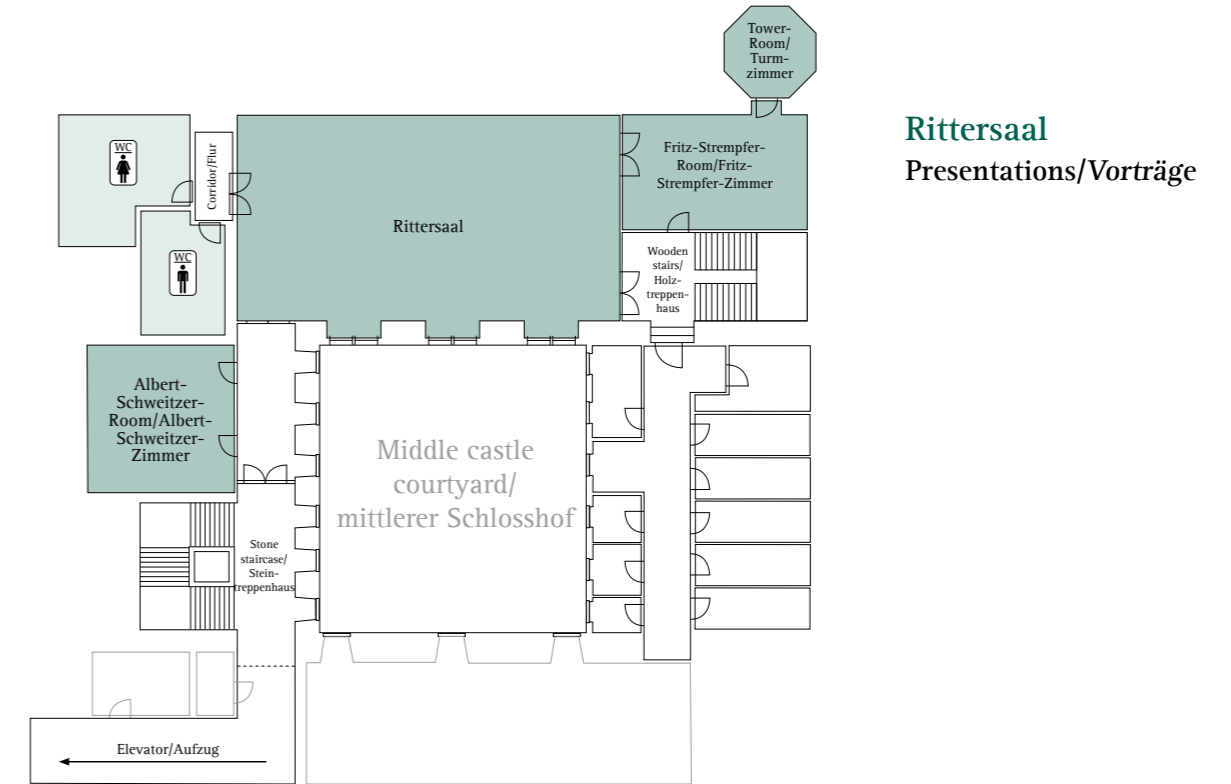 Tower-
Room/
Turm-
zimmer
Rittersaal
Presentations/Vorträge
WC
Corridor/Flur
Fritz-Strempfer-
Room/Fritz-
Strempfer-Zimmer
Rittersaal
WC
Wooden
stairs/
Holz-
treppen-
haus
Albert-
Schweitzer-
Room/Albert-
Schweitzer-
Zimmer
Middle castle
courtyard/
mittlerer Schlosshof
Stone
staircase/
Stein-
treppenhaus
Elevator/Aufzug